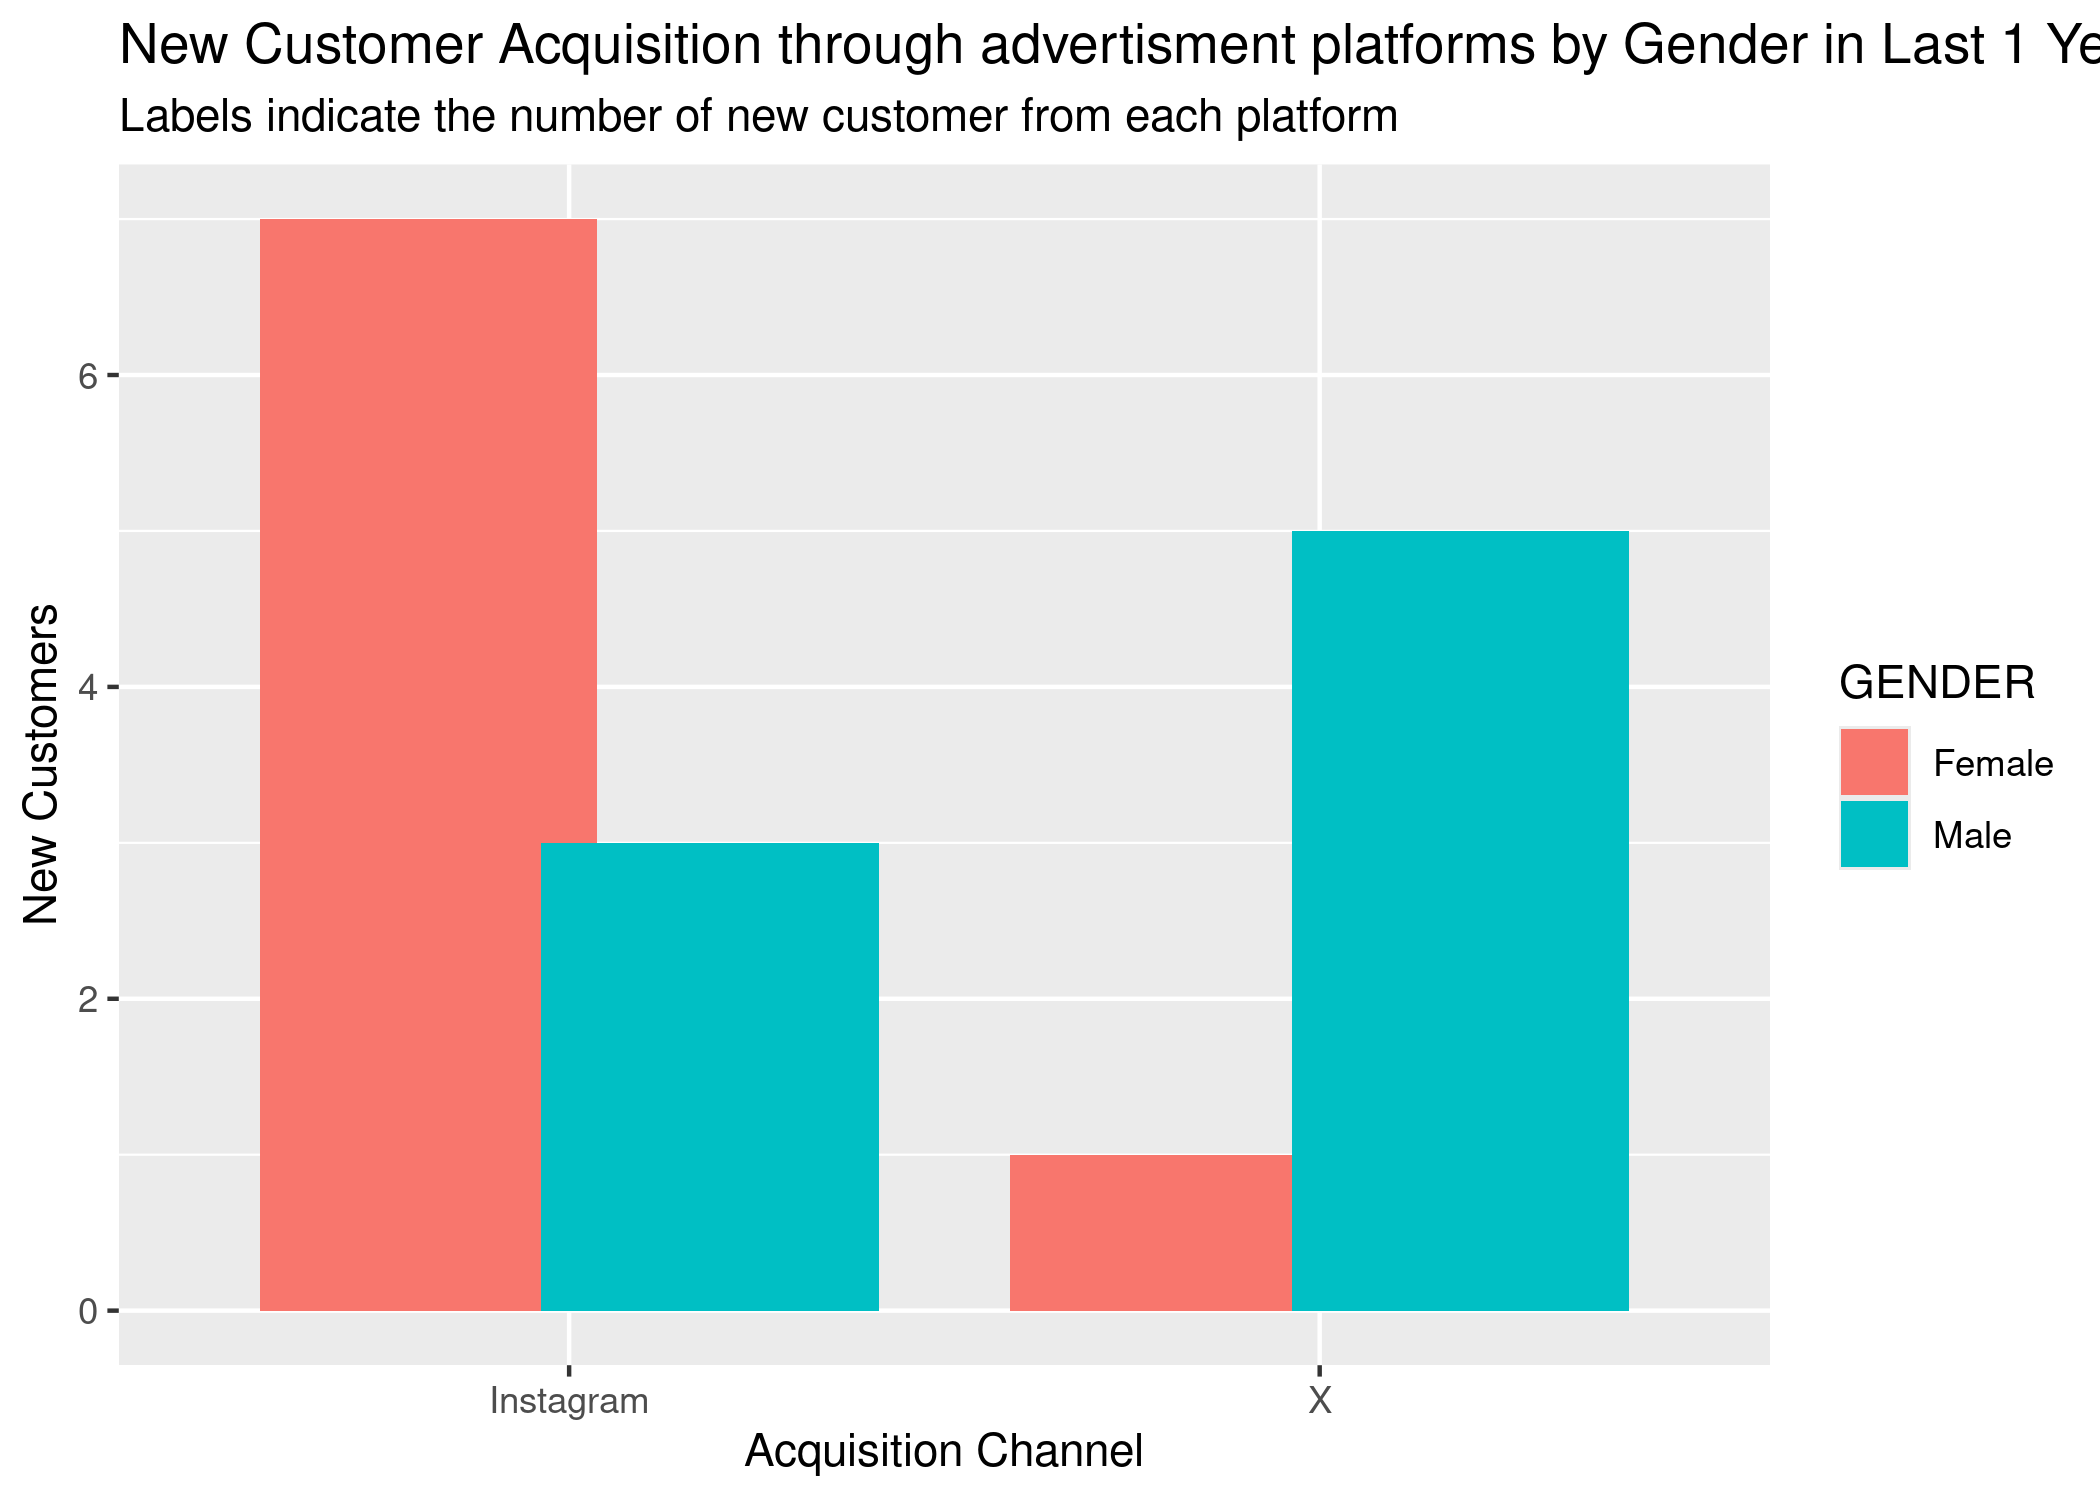 New Customer Acquisition through advertisment platforms by Gender in Last 1 Ye
Labels indicate the number of new customer from each platform
New Customers
6
4
2
0
Instagram
X
Acquisition Channel
GENDER
Female
Male